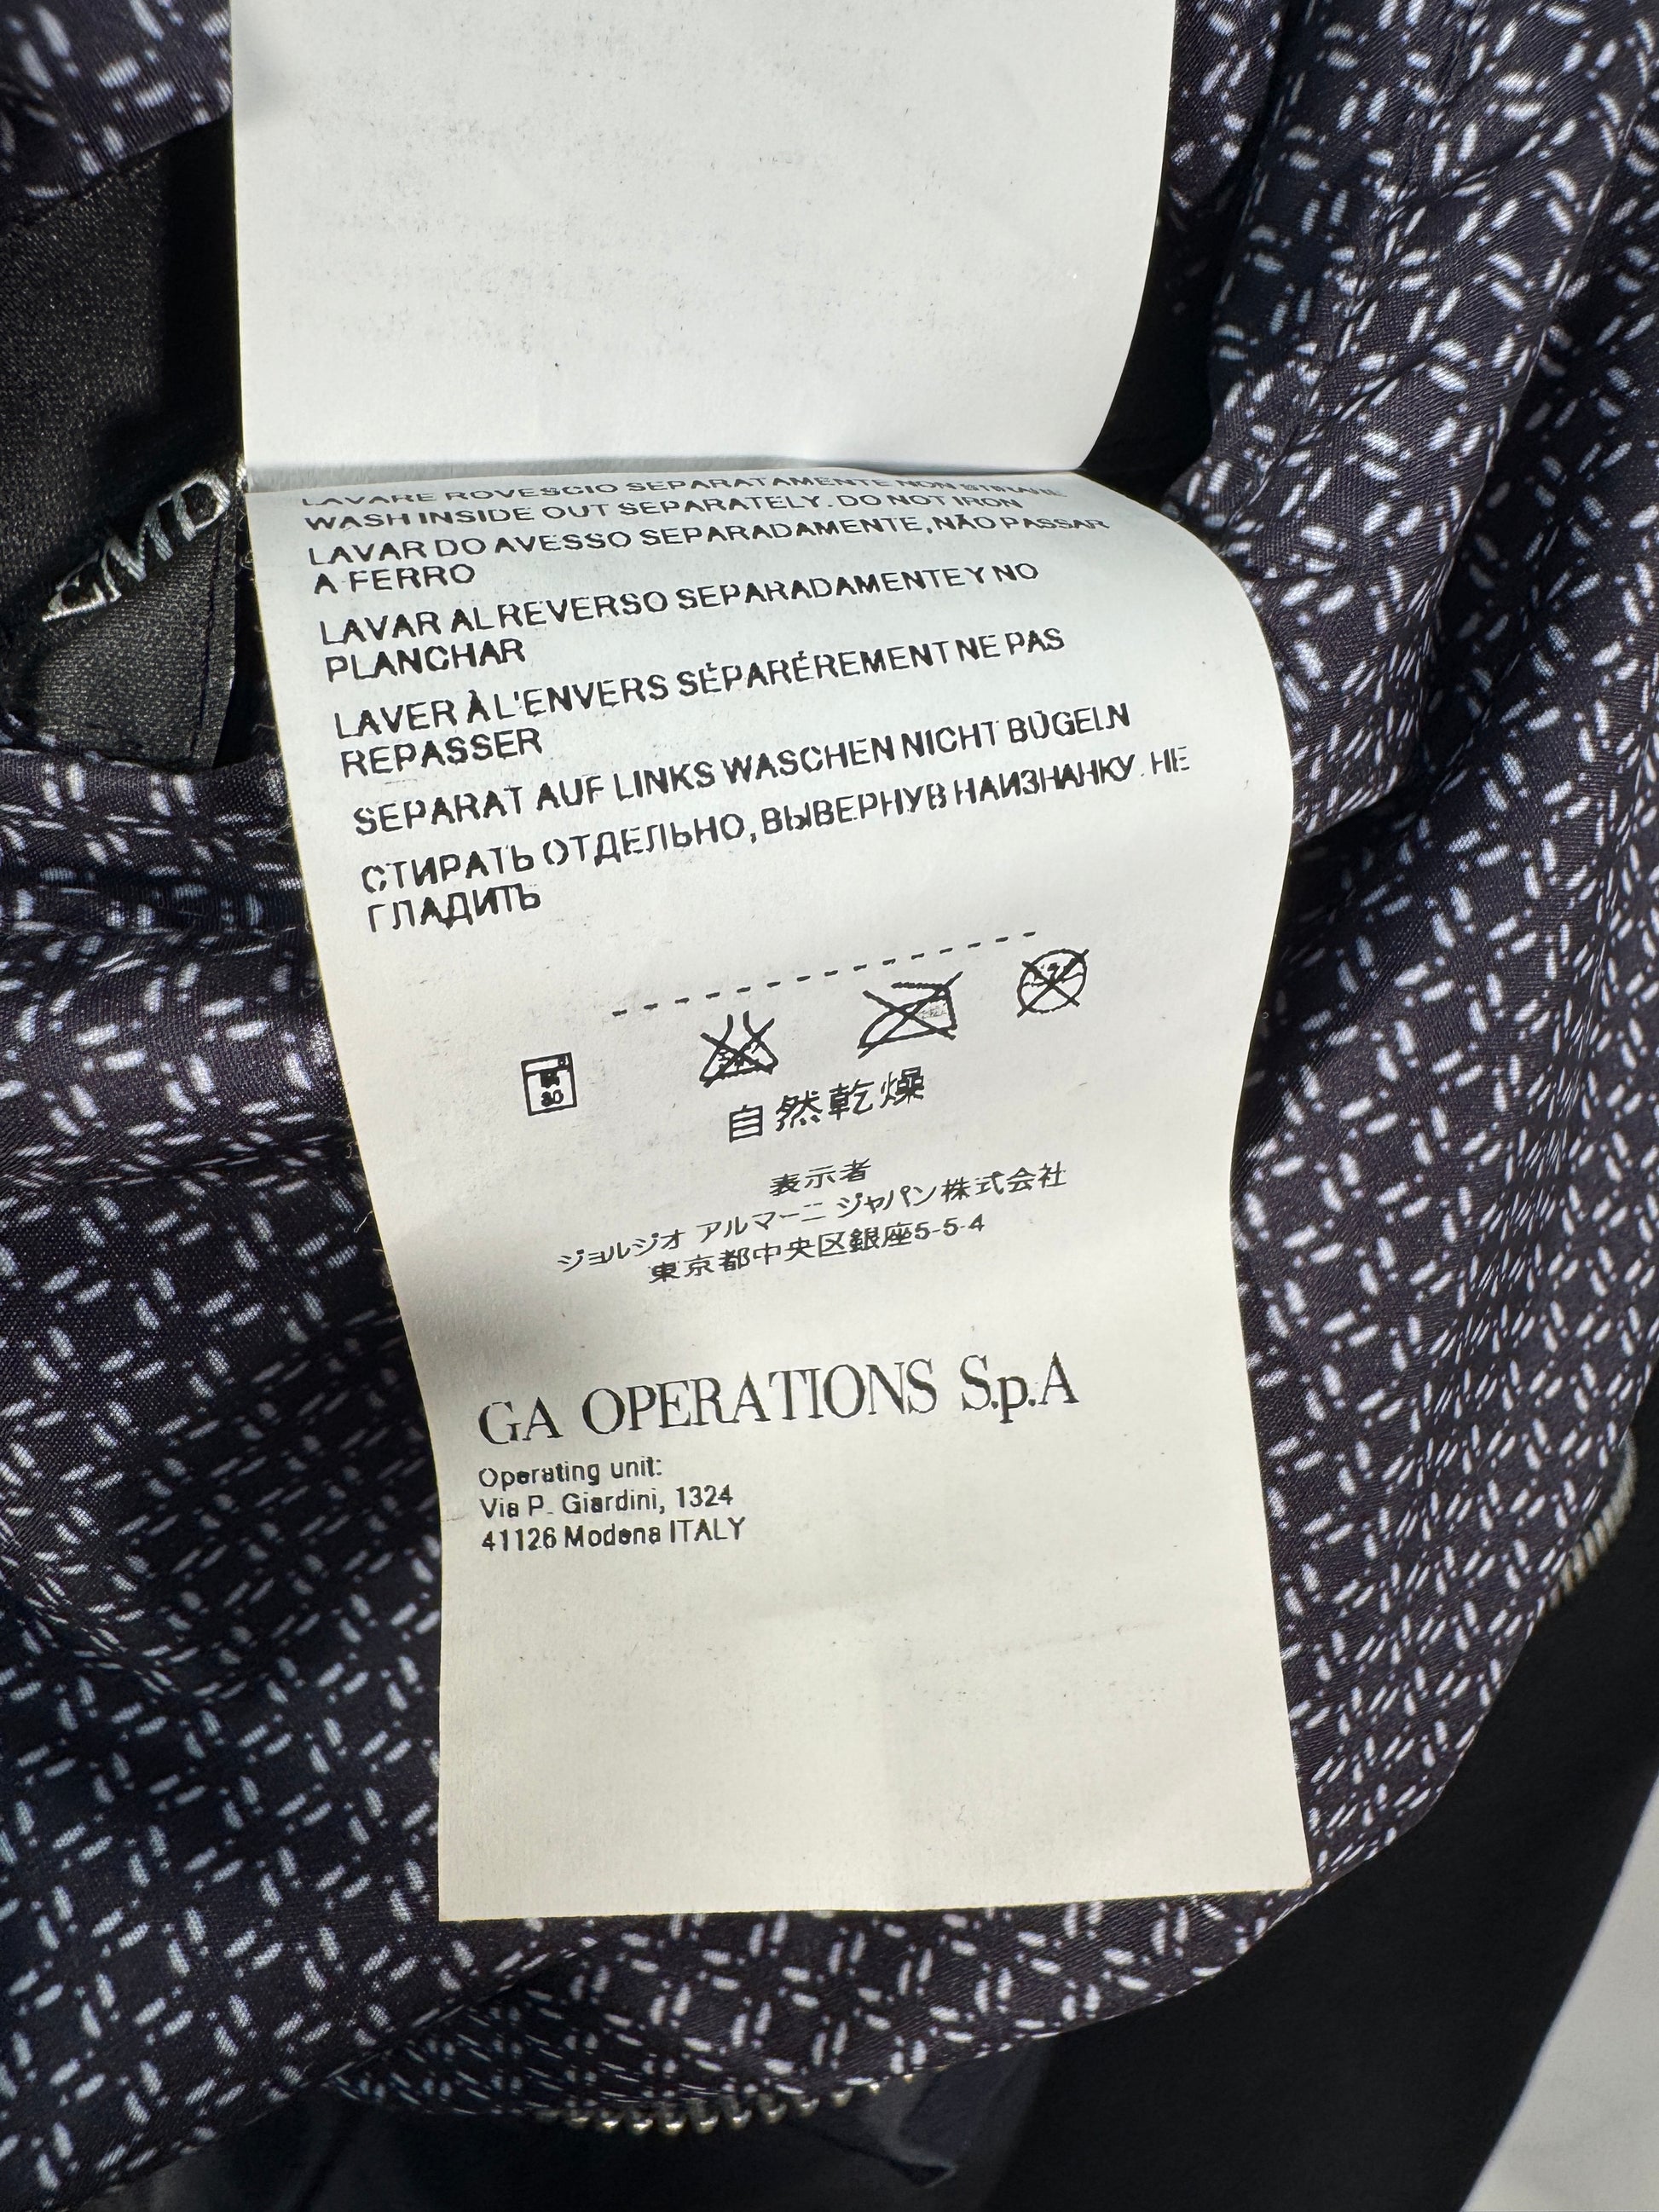 LAVARE ROVESCIO SEPARATAMENTE NON STIRARE
WASH INSIDE OUT SEPARATELY. DO NOT IRON
LAVAR DO AVESSO SEPARADAMENTE, NÃO PASSAR
A FERRO
LAVAR AL REVERSO SEPARADAMENTE Y NO
PLANCHAR
LAVER À L'ENVERS SÉPARÉREMENT NE PAS
REPASSER
SEPARAT AUF LINKS WASCHEN NICHT BÜGELN
СТИРАТЬ ОТДЕЛЬНО, ВЫВЕРНУВ НАИЗНАНКУ. НЕ
ГЛАДИТЬ
30
自然乾燥
表示者
ジョルジオ アルマーニ ジャパン株式会社
東京都中央区銀座5-5-4
GA OPERATIONS S.p.A
Operating unit:
Via P. Giardini, 1324
41126 Modena ITALY